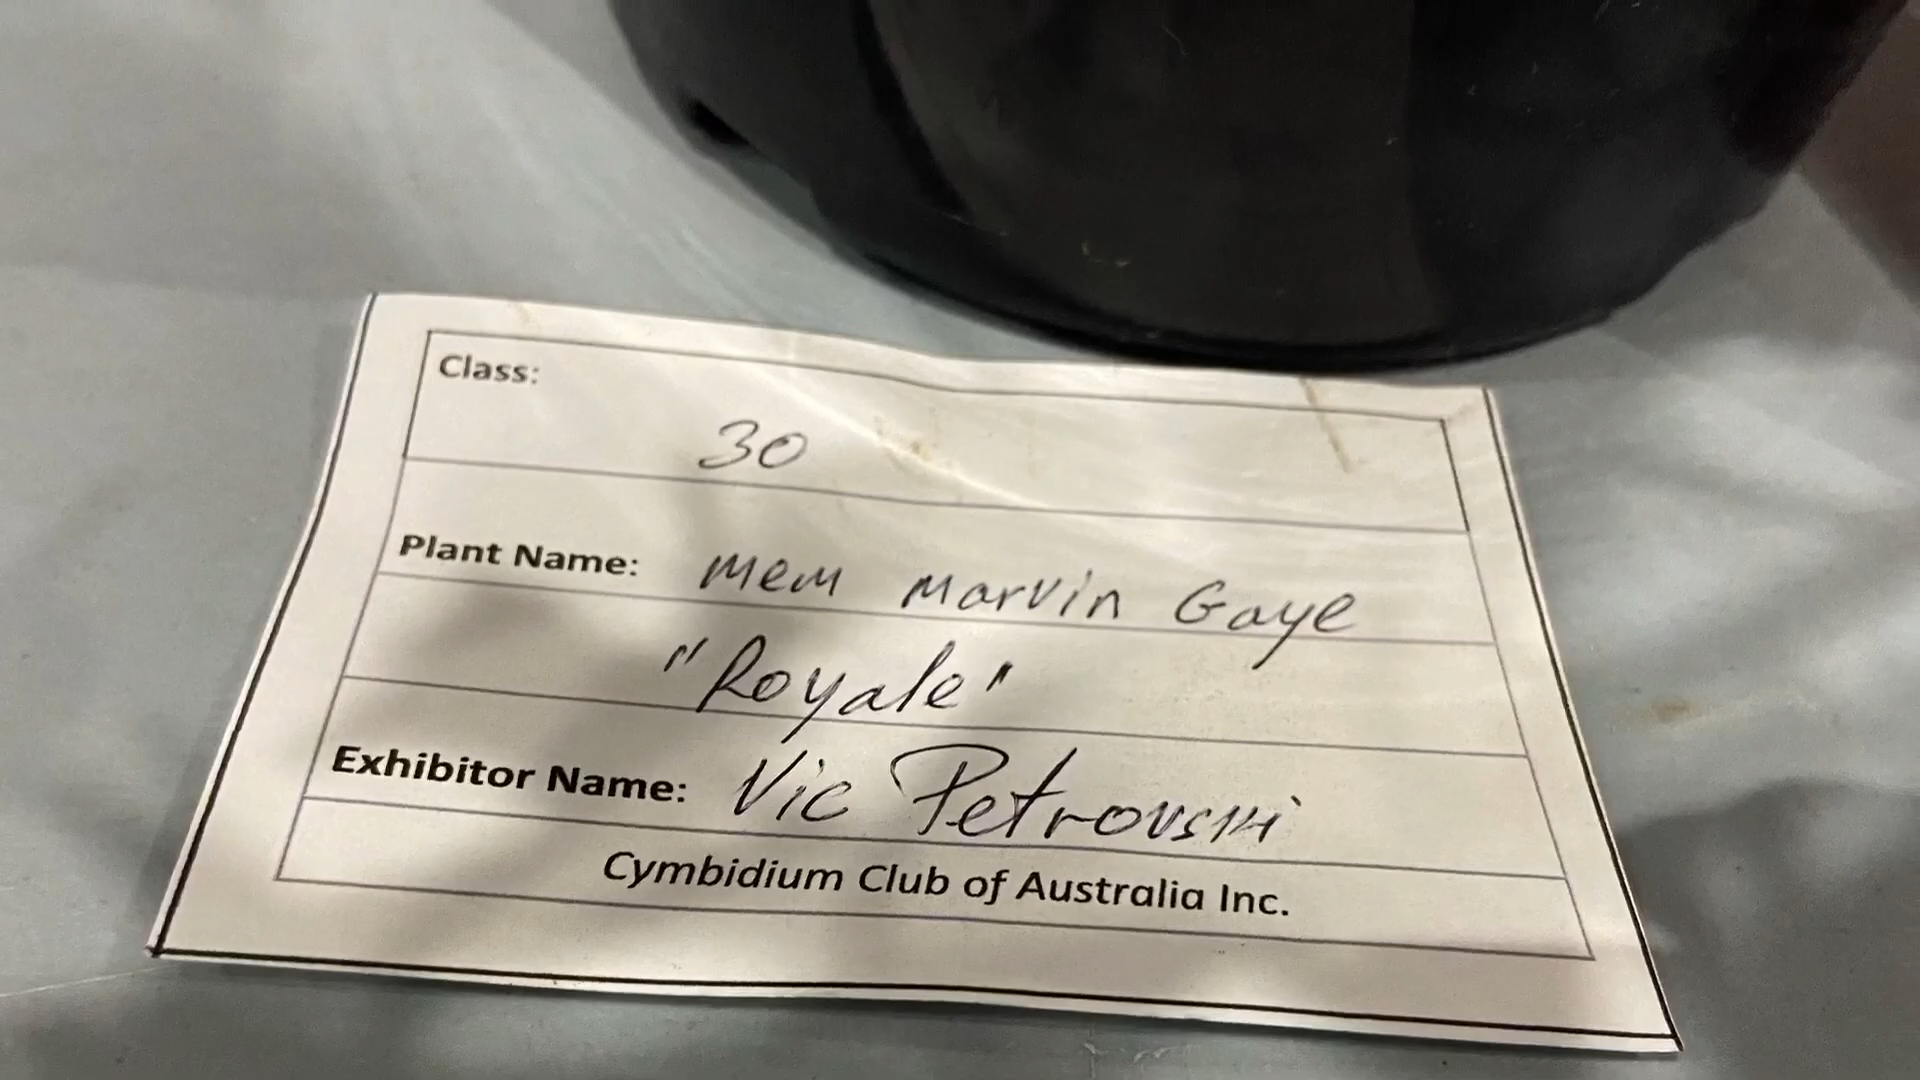 Class:
30
Plant Name: Mem Marvin Gaye
"Royale"
Exhibitor Name: Vic Petrovski
Cymbidium Club of Australia Inc.